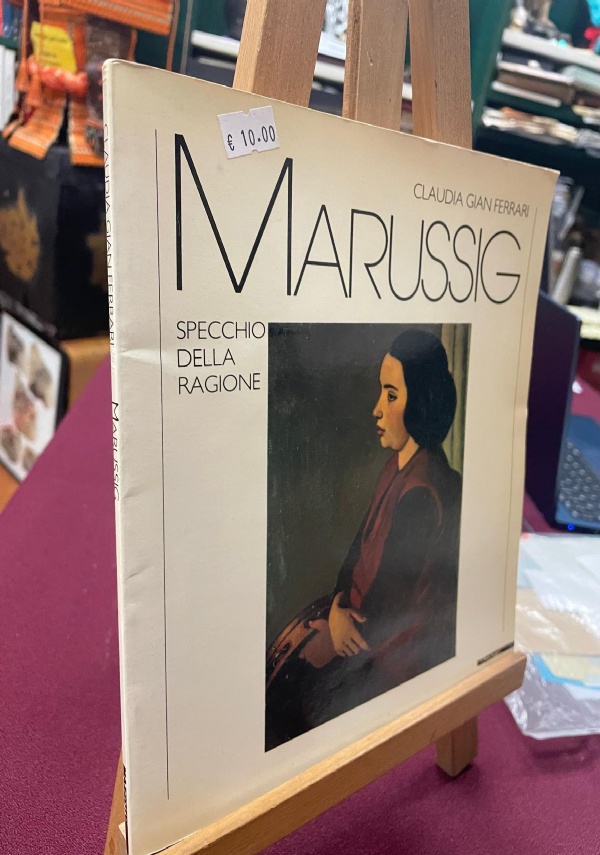 € 10.00
CLAUDIA GIAN FERRARI
MARUSSIG
SPECCHIO
DELLA
RAGIONE
CLAUDIA GIAN FERRARI MARUSSIG